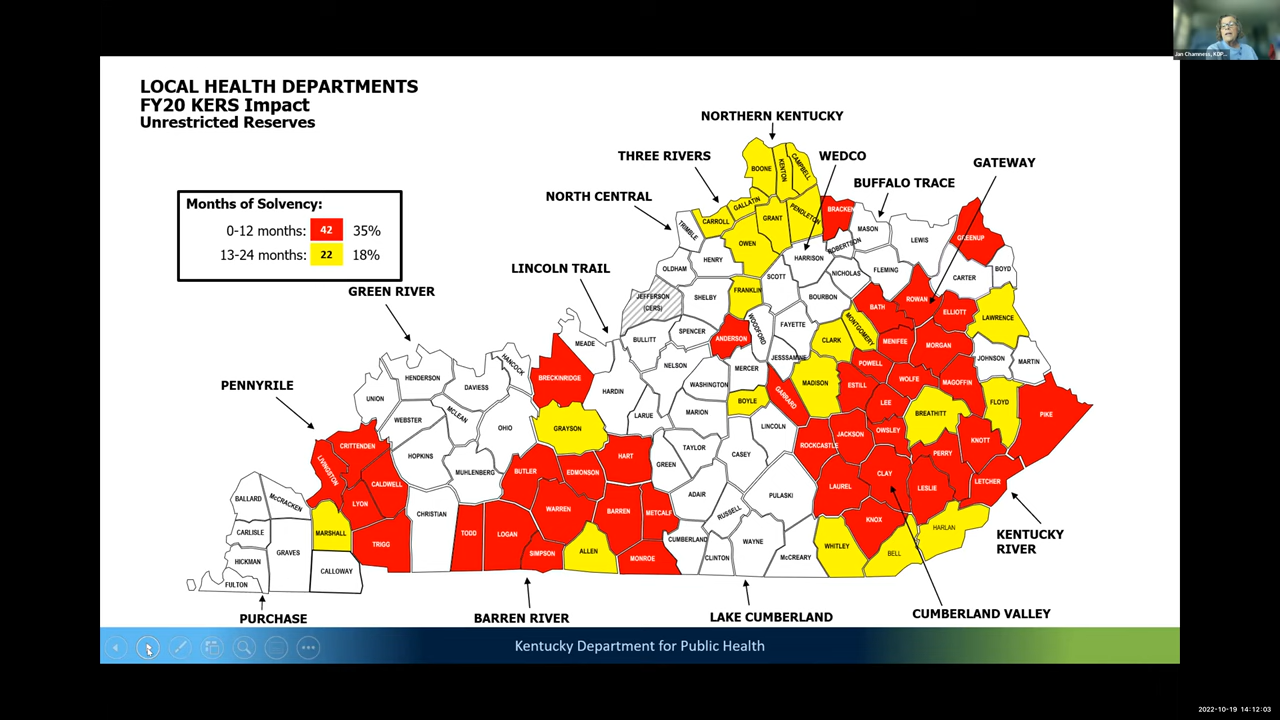 Jan Chamness, KDP...
LOCAL HEALTH DEPARTMENTS
FY20 KERS Impact
Unrestricted Reserves
Months of Solvency:
0-12 months: 42 35%
13-24 months: 22 18%
NORTHERN KENTUCKY
THREE RIVERS
WEDCO
GATEWAY
BUFFALO TRACE
NORTH CENTRAL
LINCOLN TRAIL
GREEN RIVER
PENNYRILE
KENTUCKY
RIVER
CUMBERLAND VALLEY
LAKE CUMBERLAND
BARREN RIVER
PURCHASE
BOONE
KENTON
CAMPBELL
GALLATIN
CARROLL
GRANT
PENDLETON
BRACKEN
TRIMBLE
OWEN
ROBERTSON
MASON
LEWIS
GREENUP
HENRY
HARRISON
OLDHAM
SCOTT
NICHOLAS
FLEMING
CARTER
BOYD
JEFFERSON
(CERS)
SHELBY
FRANKLIN
BOURBON
BATH
ROWAN
ELLIOTT
LAWRENCE
MEADE
BULLITT
SPENCER
ANDERSON
WOODFORD
FAYETTE
CLARK
MONTGOMERY
MENIFEE
MORGAN
HANCOCK
HENDERSON
DAVIESS
BRECKINRIDGE
HARDIN
NELSON
WASHINGTON
MERCER
JESSSAMINE
MADISON
POWELL
ESTILL
WOLFE
MAGOFFIN
JOHNSON
MARTIN
UNION
WEBSTER
MCLEAN
OHIO
GRAYSON
LARUE
MARION
BOYLE
GARRARD
LEE
BREATHITT
FLOYD
PIKE
CRITTENDEN
LIVINGSTON
HOPKINS
MUHLENBERG
BUTLER
EDMONSON
HART
GREEN
TAYLOR
CASEY
LINCOLN
ROCKCASTLE
JACKSON
OWSLEY
PERRY
KNOTT
LETCHER
CALDWELL
LYON
BALLARD
McCRACKEN
MARSHALL
TRIGG
CHRISTIAN
TODD
LOGAN
WARREN
BARREN
METCALF
ADAIR
RUSSELL
PULASKI
LAUREL
CLAY
LESLIE
CARLISLE
GRAVES
HICKMAN
FULTON
CALLOWAY
SIMPSON
ALLEN
MONROE
CUMBERLAND
CLINTON
WAYNE
McCREARY
WHITLEY
KNOX
BELL
HARLAN
Kentucky Department for Public Health
2022-10-19 14:12:03